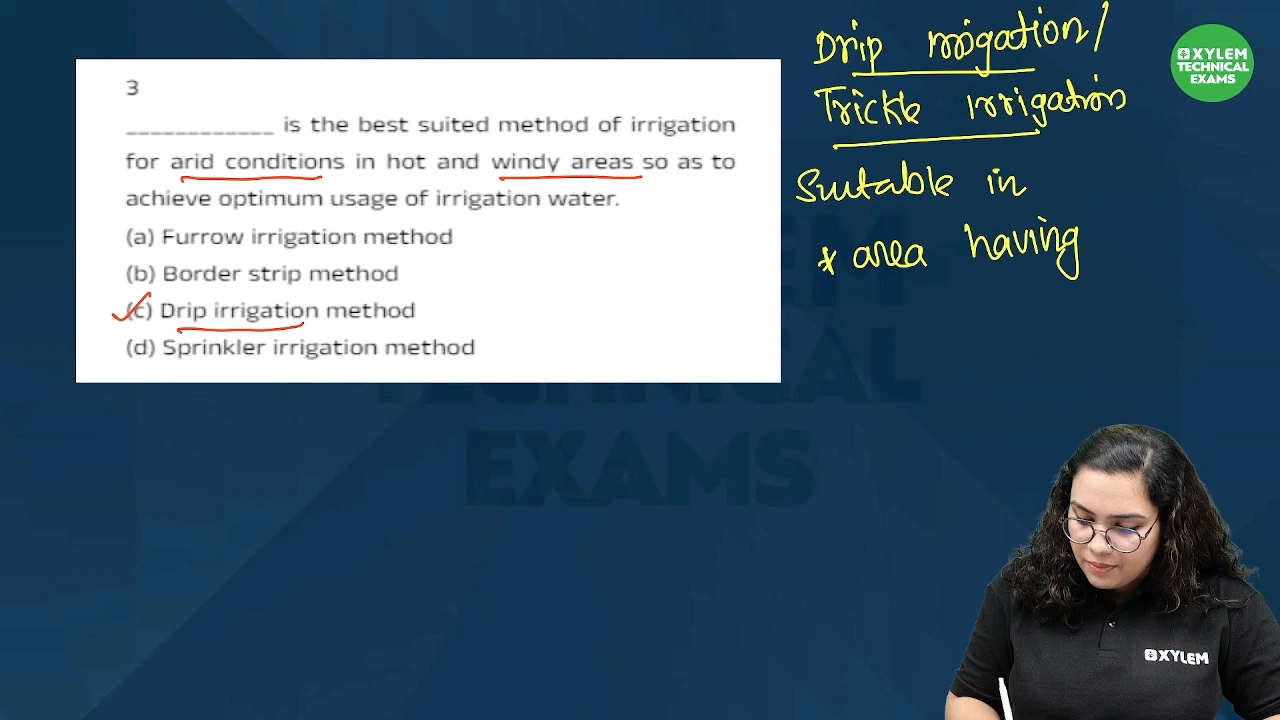 3
____________ is the best suited method of irrigation
for arid conditions in hot and windy areas so as to
achieve optimum usage of irrigation water.
(a) Furrow irrigation method
(b) Border strip method
(c) Drip irrigation method
(d) Sprinkler irrigation method
Drip irrigation/
Trickle irrigation
Suitable in
* area having
XYLEM
TECHNICAL
EXAMS
TECHNICAL
EXAMS
XYLEM